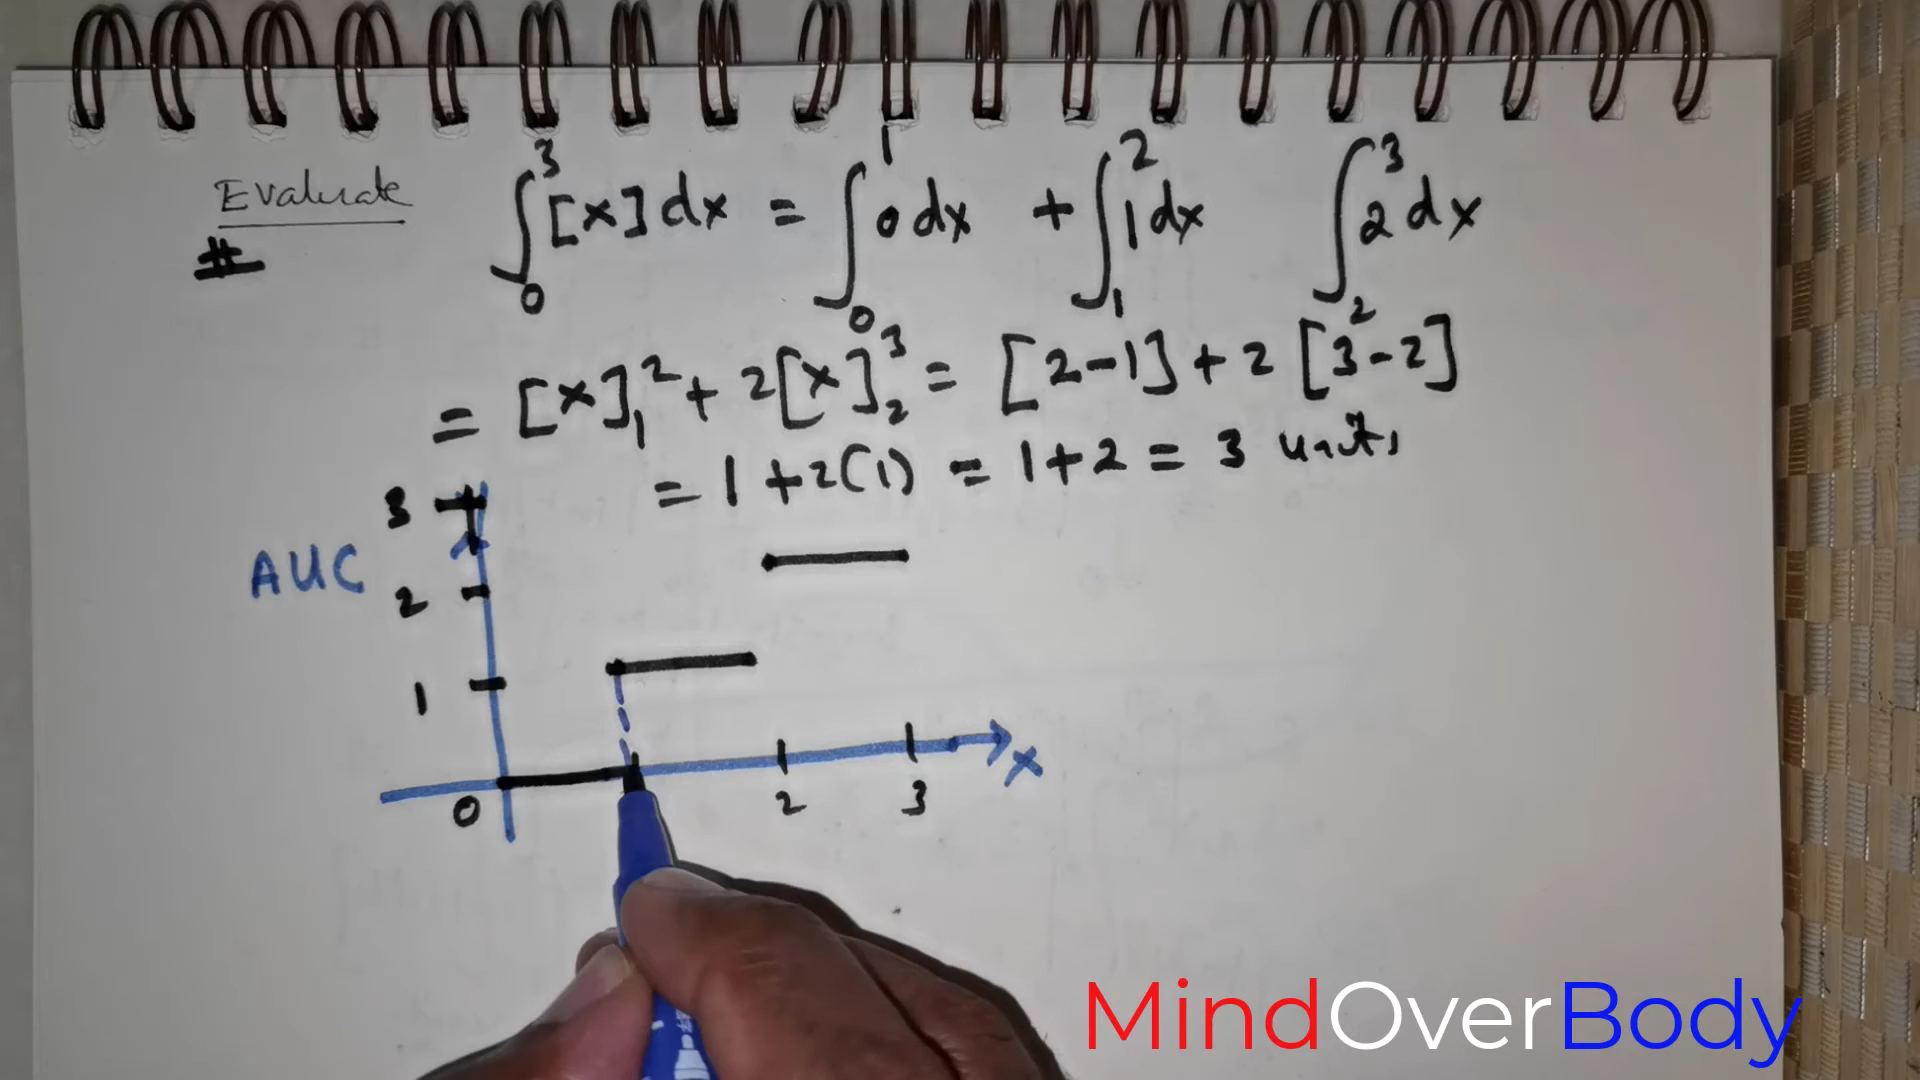 Evaluate ∫₀³ [x] dx = ∫₀¹ 0 dx + ∫₁² 1 dx ∫₂³ 2 dx
#
= [x]₁² + 2[x]₂³ = [2-1] + 2 [3-2]
= 1 + 2(1) = 1 + 2 = 3 units
3
AUC
2
1
x
0 2 3
MindOverBody